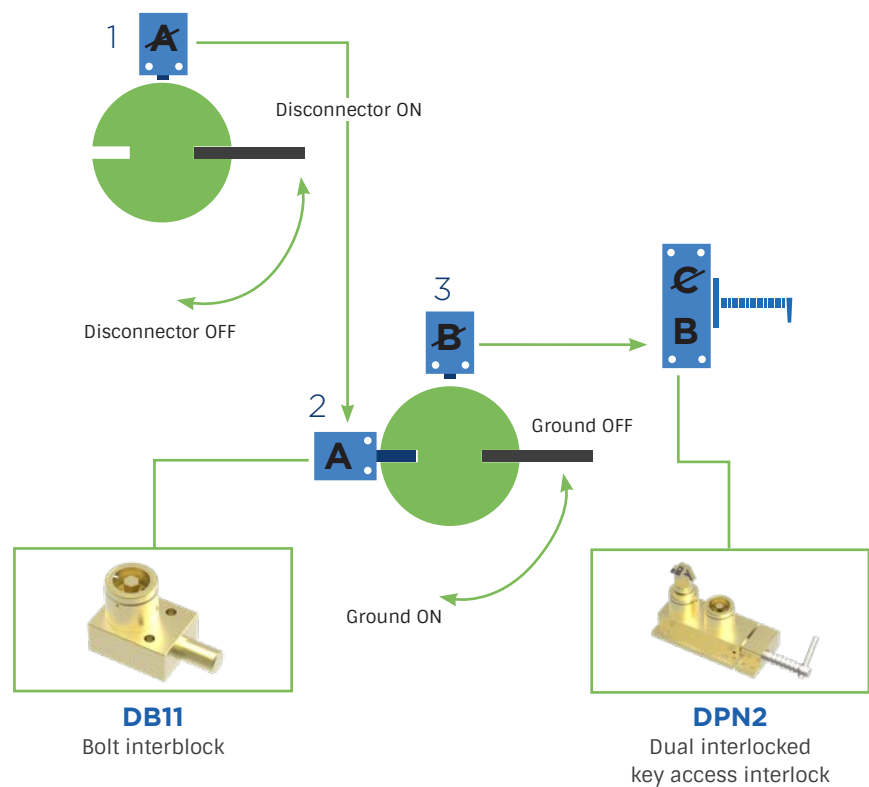 1
A
Disconnector ON
Disconnector OFF
3
B
C
B
2
A
Ground OFF
Ground ON
DB11
Bolt interblock
DPN2
Dual interlocked
key access interlock